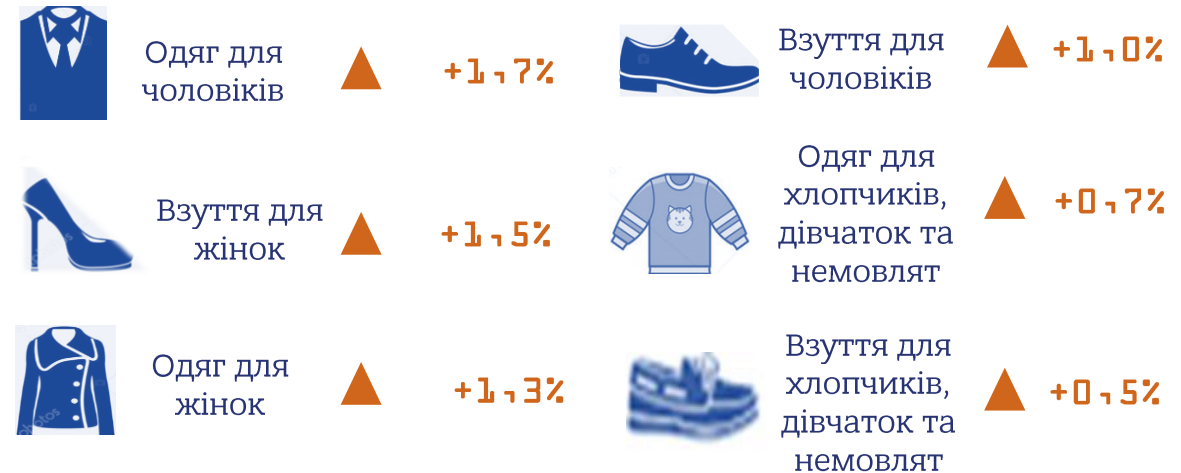 Одяг для
чоловіків
+1,7%
Взуття для
жінок
+1,5%
Одяг для
жінок
+1,3%
Взуття для
чоловіків
+1,0%
Одяг для
хлопчиків,
дівчаток та
немовлят
+0,7%
Взуття для
хлопчиків,
дівчаток та
немовлят
+0,5%